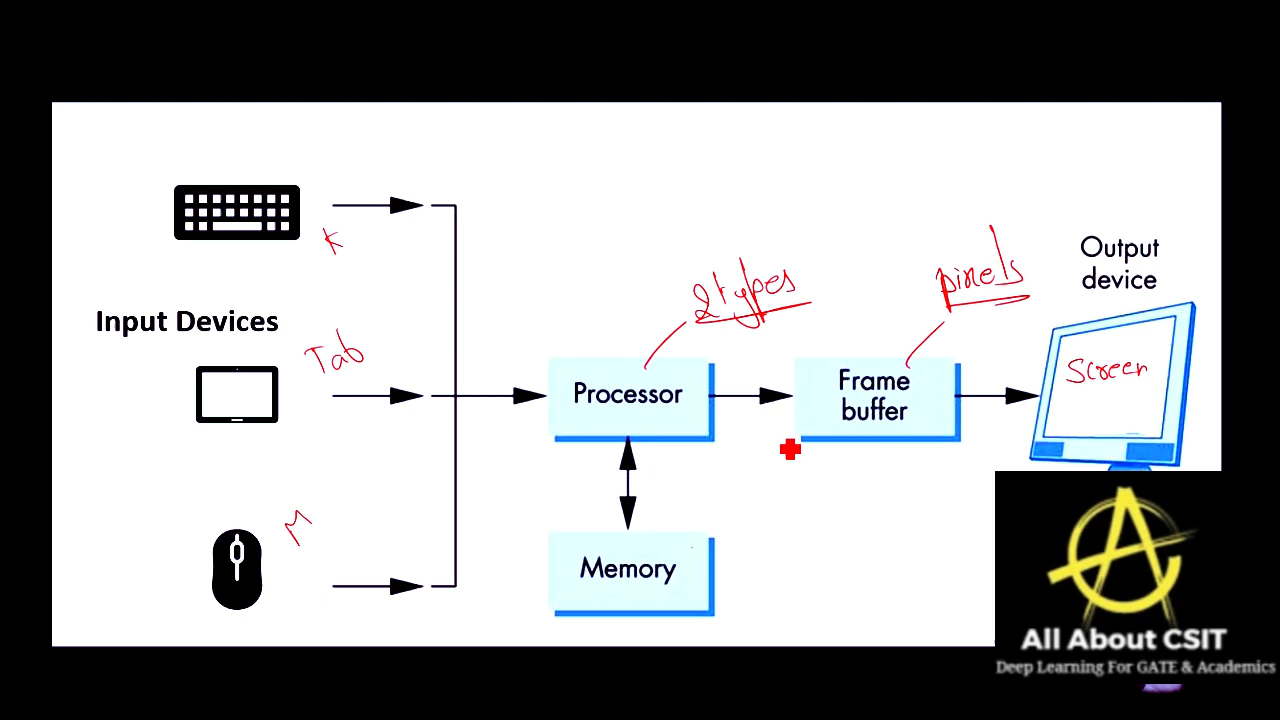 K
Input Devices
Tab
M
2 types
Processor
Memory
pixels
Frame
buffer
Output
device
Screen
All About CSIT
Deep Learning For GATE & Academics